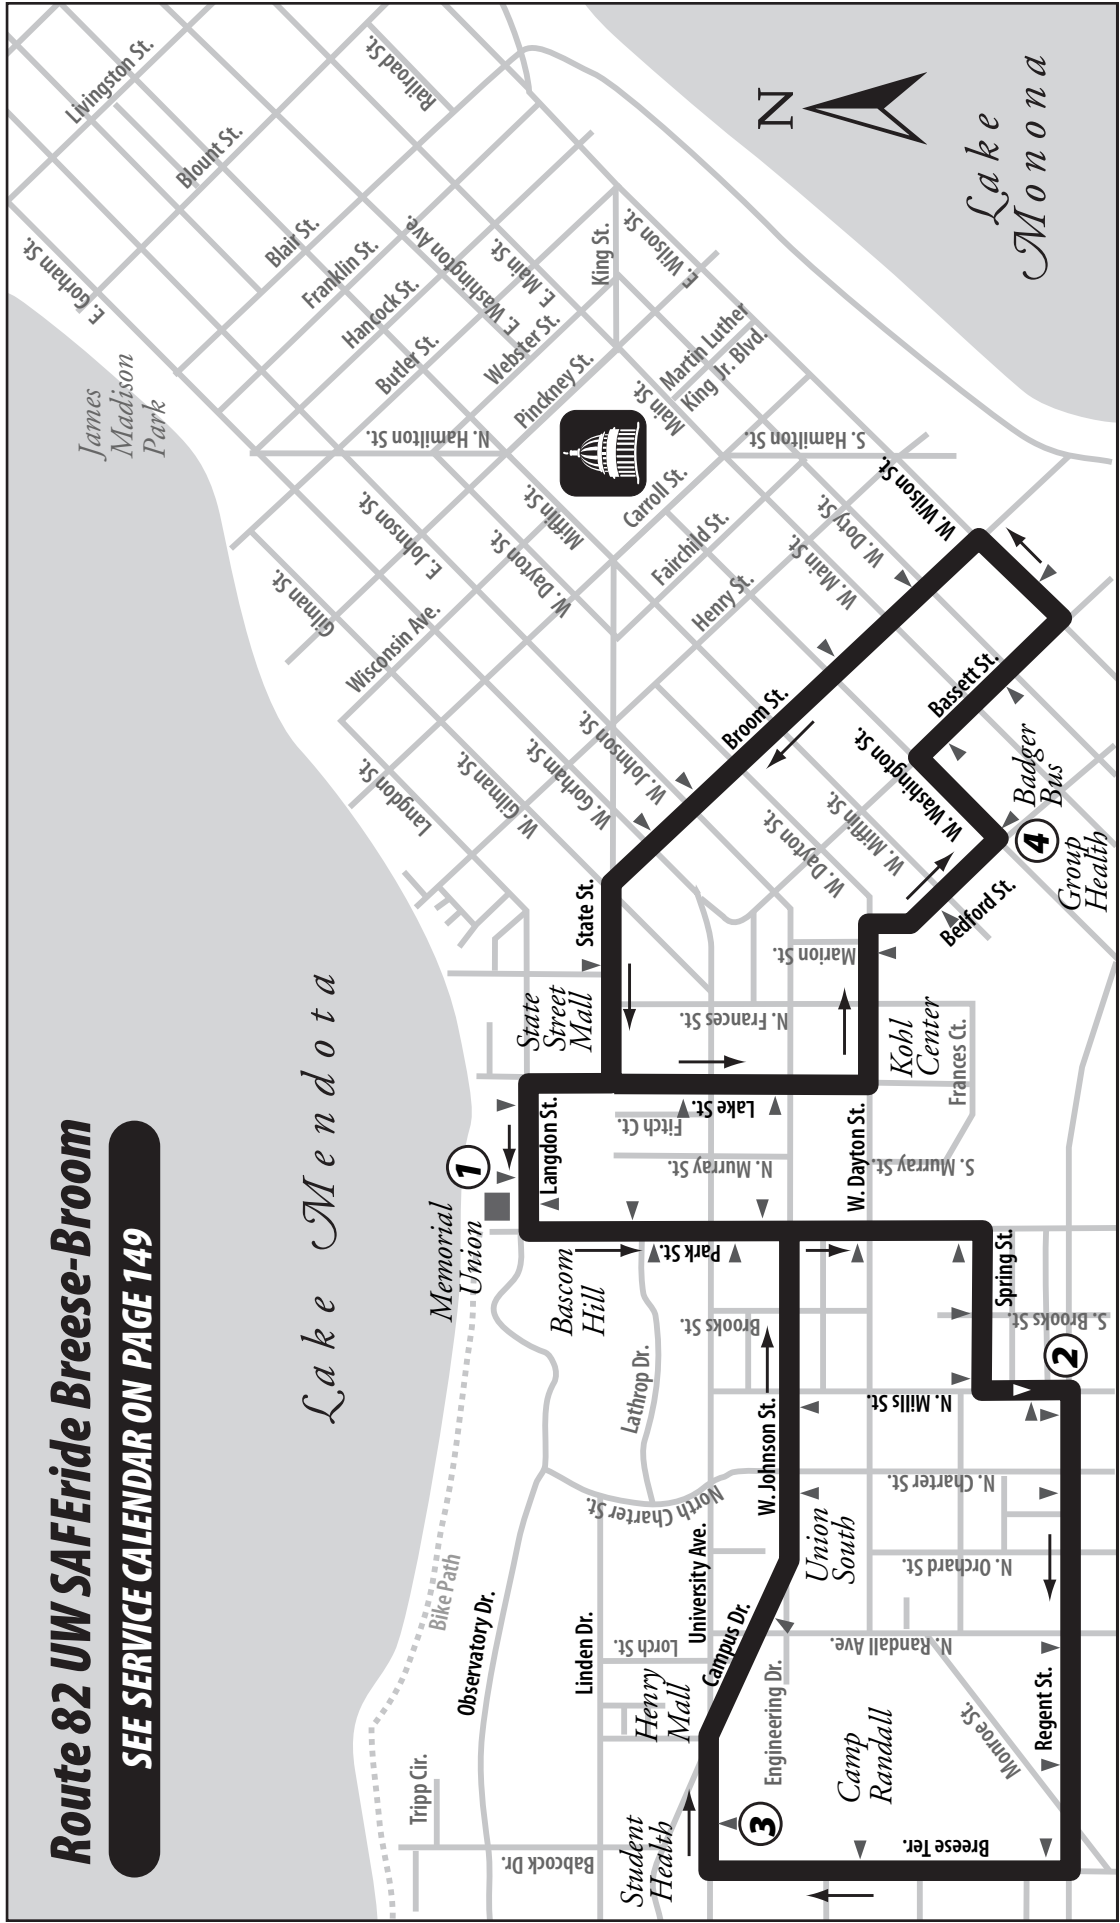 Route 82 UW SAFEride Breese-Broom
SEE SERVICE CALENDAR ON PAGE 149
Lake Mendota
Lake
Monona
N
James
Madison
Park
Livingston St.
Railroad St.
Blount St.
E. Gorham St.
Blair St.
Franklin St.
Hancock St.
Butler St.
E. Washington Ave.
E. Main St.
Webster St.
King St.
E. Wilson St.
Pinckney St.
Martin Luther
King Jr. Blvd.
Main St.
N. Hamilton St.
S. Hamilton St.
Carroll St.
Mifflin St.
E. Johnson St.
W. Dayton St.
Gilman St.
Wisconsin Ave.
Fairchild St.
Henry St.
W. Main St.
W. Doty St.
W. Wilson St.
Langdon St.
W. Gilman St.
W. Gorham St.
W. Johnson St.
Broom St.
Bassett St.
W. Washington St.
W. Mifflin St.
W. Dayton St.
Badger
Bus
4
Group
Health
Bedford St.
State St.
State
Street
Mall
Marion St.
N. Frances St.
Kohl
Center
Frances Ct.
Lake St.
Fitch Ct.
N. Murray St.
S. Murray St.
W. Dayton St.
Langdon St.
1
Memorial
Union
Bascom
Hill
Park St.
Spring St.
Brooks St.
S. Brooks St.
2
N. Mills St.
Lathrop Dr.
W. Johnson St.
North Charter St.
N. Charter St.
Union
South
N. Orchard St.
Bike Path
Observatory Dr.
Linden Dr.
University Ave.
Lorch St.
Campus Dr.
N. Randall Ave.
Henry
Mall
Engineering Dr.
Camp
Randall
Monroe St.
Regent St.
Tripp Cir.
Babcock Dr.
Student
Health
3
Breese Ter.